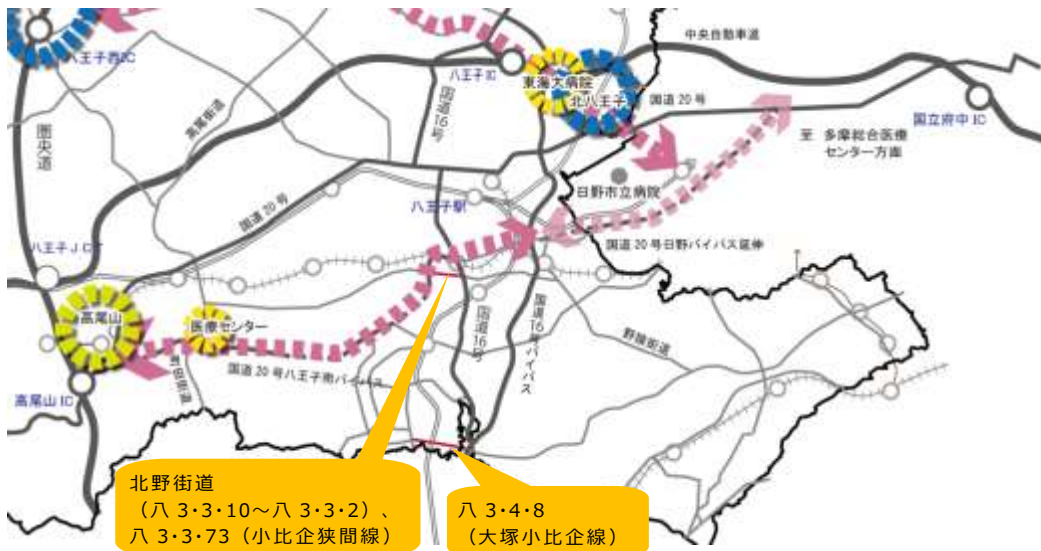 中央自動車道
八王子西IC
八王子IC
東海大病院
北八王子
国道20号
国立府中IC
高尾街道
国道16号
圏央道
至 多摩総合医療
センター方面
日野市立病院
八王子駅
国道20号
八王子JCT
国道20号日野バイパス延伸
高尾山
医療センター
国道16号
国道16号バイパス
野猿街道
町田街道
国道20号八王子南バイパス
高尾山IC
北野街道
(八 3・3・10～八 3・3・2)、
八 3・3・73(小比企狭間線)
八 3・4・8
(大塚小比企線)